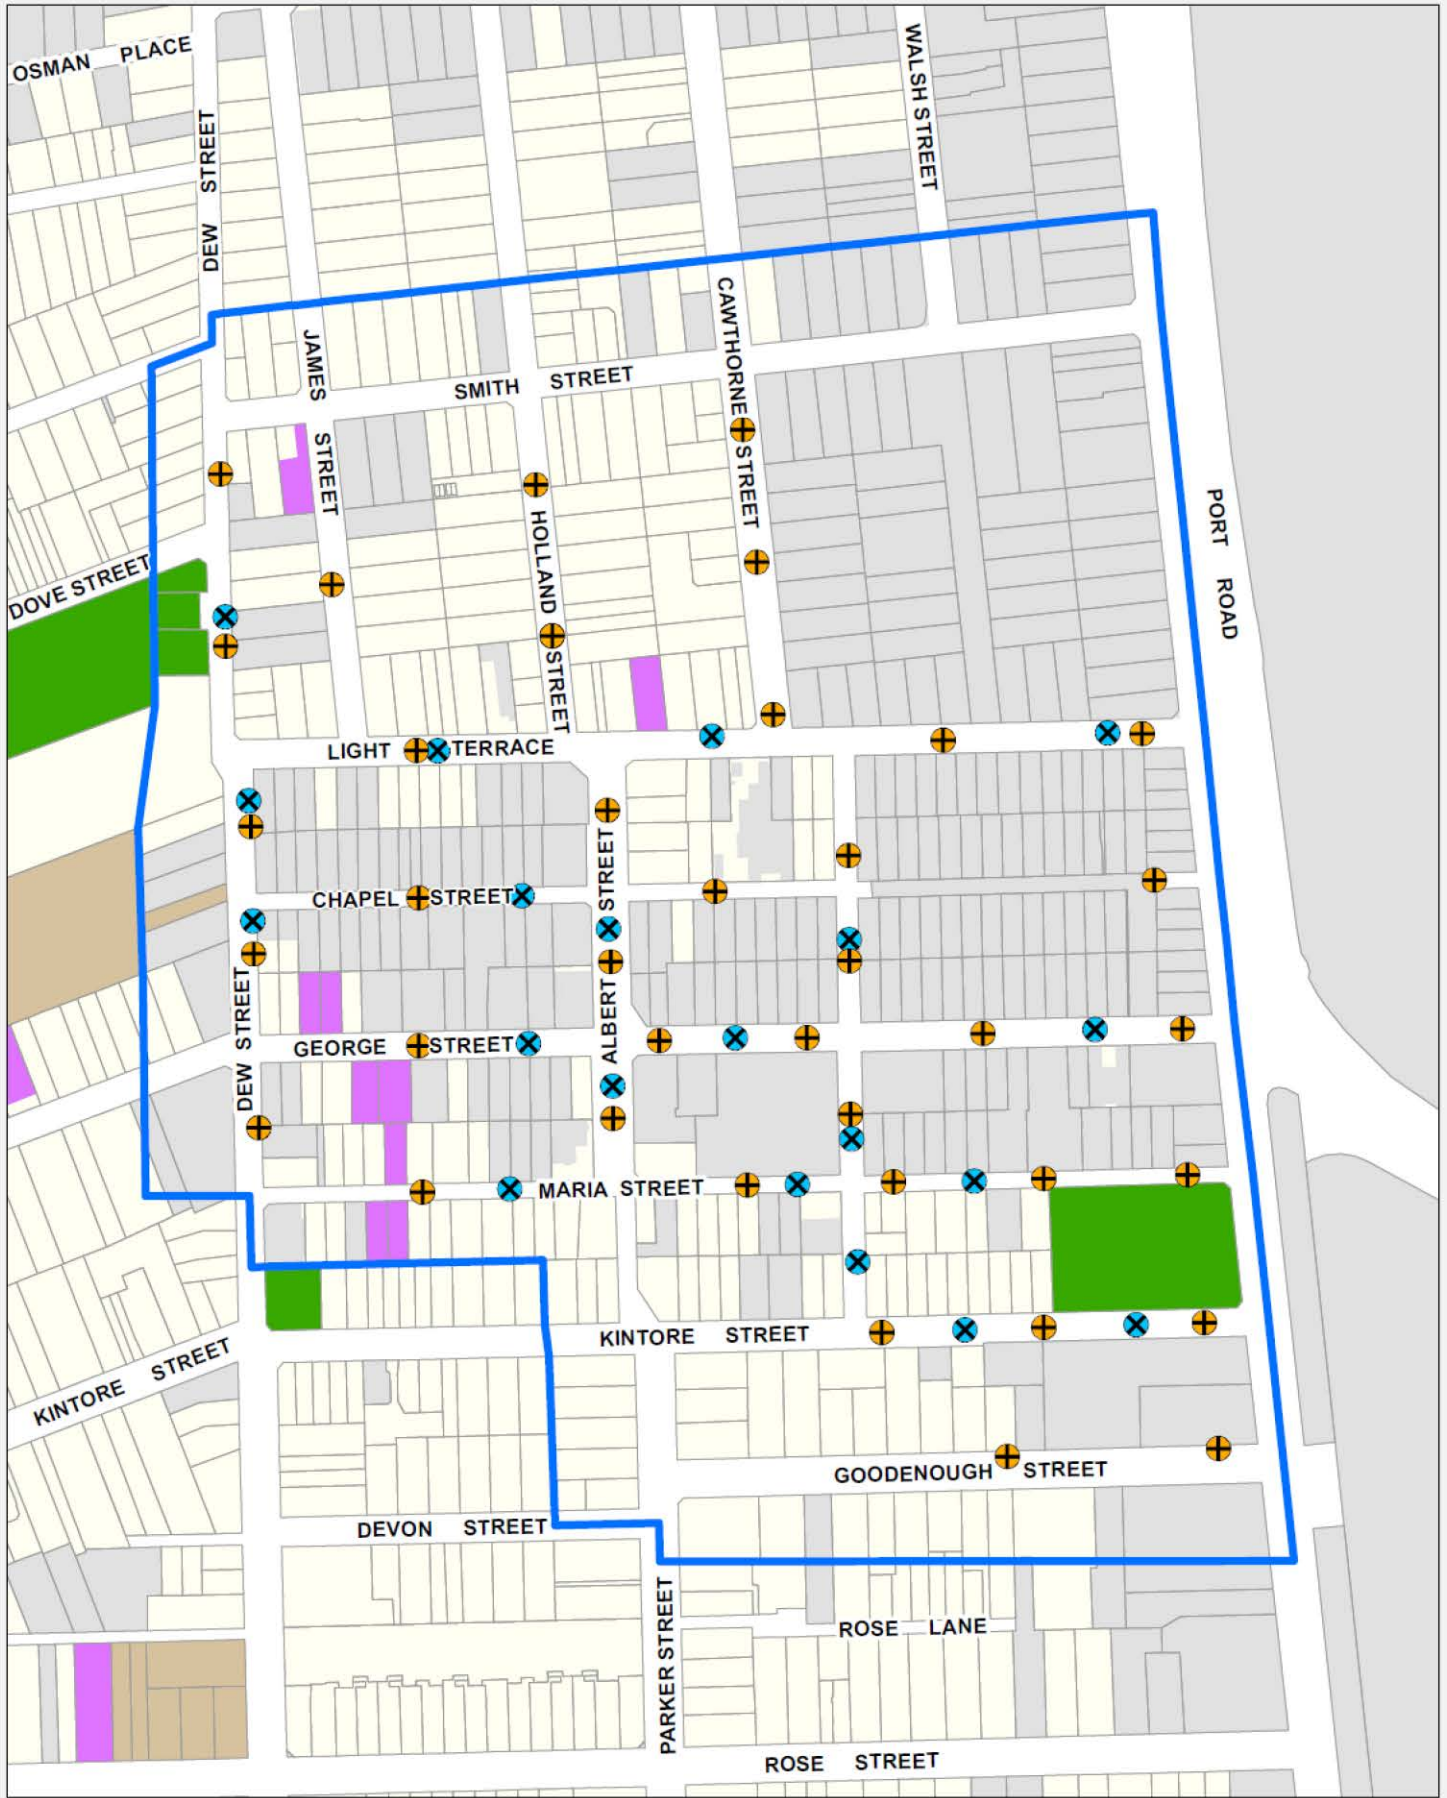 OSMAN PLACE
DEW STREET
WALSH STREET
JAMES STREET
CAWTHORNE STREET
SMITH STREET
HOLLAND STREET
PORT ROAD
DOVE STREET
LIGHT TERRACE
ALBERT STREET
CHAPEL STREET
DEW STREET
GEORGE STREET
MARIA STREET
KINTORE STREET
KINTORE STREET
GOODENOUGH STREET
DEVON STREET
PARKER STREET
ROSE LANE
ROSE STREET